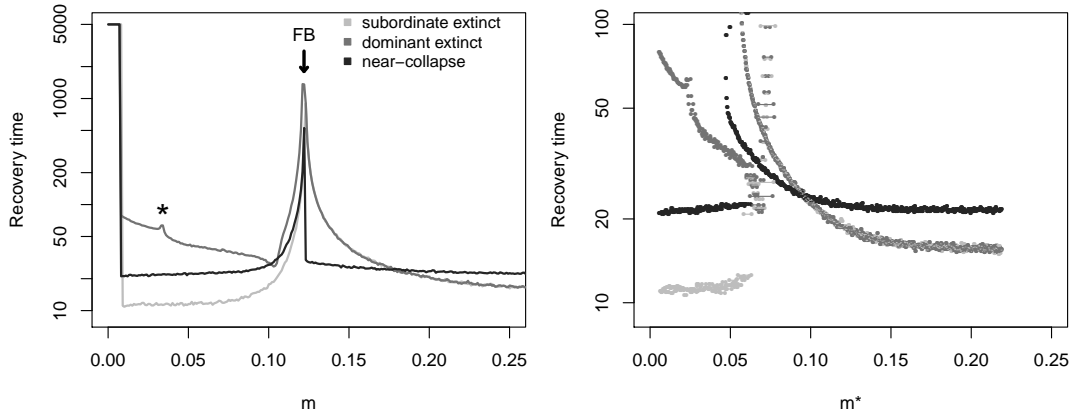 5000
1000
200
50
10
Recovery time
*
FB
subordinate extinct
dominant extinct
near−collapse
0.00 0.05 0.10 0.15 0.20 0.25
m
100
50
20
10
Recovery time
0.00 0.05 0.10 0.15 0.20 0.25
m*